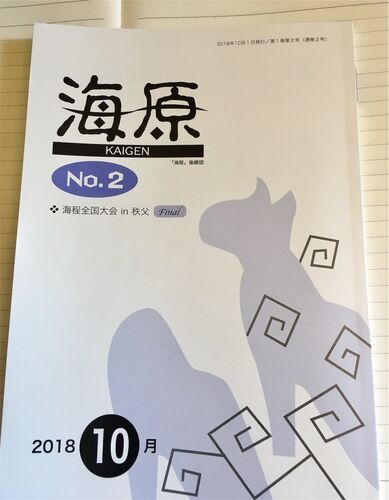 2018年10月1日発行／第1巻第2号（通巻2号）
海原
KAIGEN
「海程」後継誌
No.2
❖ 海程全国大会 in 秩父 Final
2018 10 月